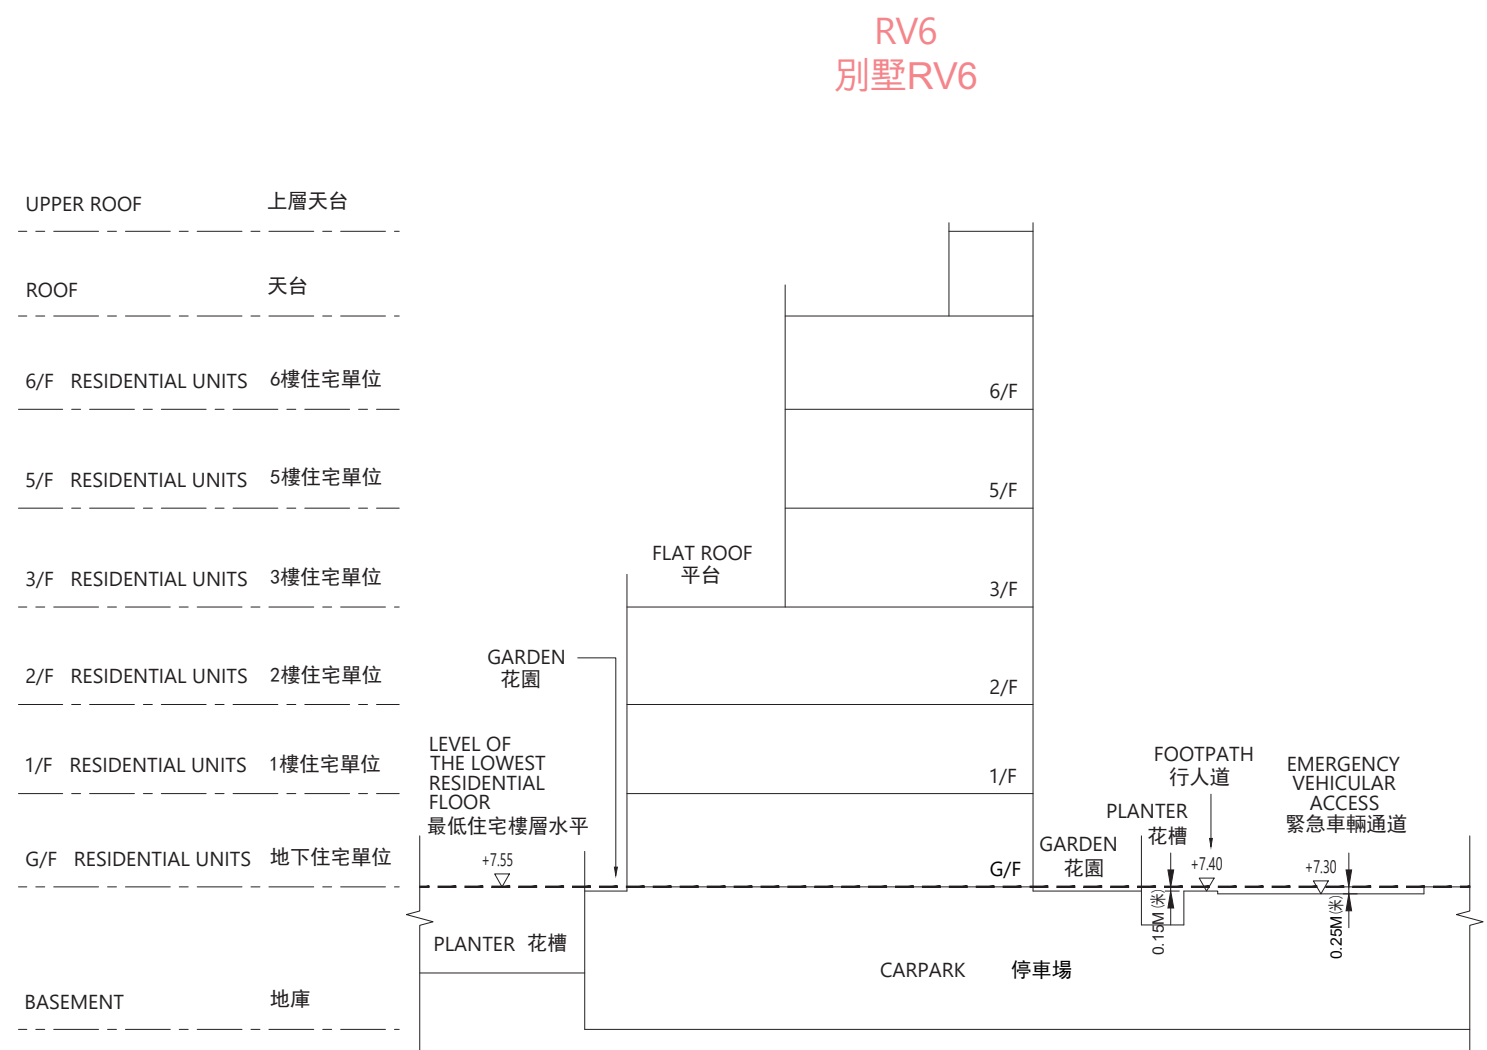 RV6
別墅RV6
UPPER ROOF 上層天台
ROOF 天台
6/F RESIDENTIAL UNITS 6樓住宅單位
6/F
5/F RESIDENTIAL UNITS 5樓住宅單位
5/F
FLAT ROOF
平台
3/F RESIDENTIAL UNITS 3樓住宅單位
3/F
GARDEN
花園
2/F RESIDENTIAL UNITS 2樓住宅單位
2/F
LEVEL OF
THE LOWEST
RESIDENTIAL
FLOOR
最低住宅樓層水平
+7.55
1/F RESIDENTIAL UNITS 1樓住宅單位
1/F
FOOTPATH
行人道
EMERGENCY
VEHICULAR
ACCESS
緊急車輛通道
PLANTER
花槽
GARDEN
花園
G/F RESIDENTIAL UNITS 地下住宅單位
G/F
+7.40
+7.30
0.15M (米)
0.25M (米)
PLANTER 花槽
CARPARK 停車場
BASEMENT 地庫